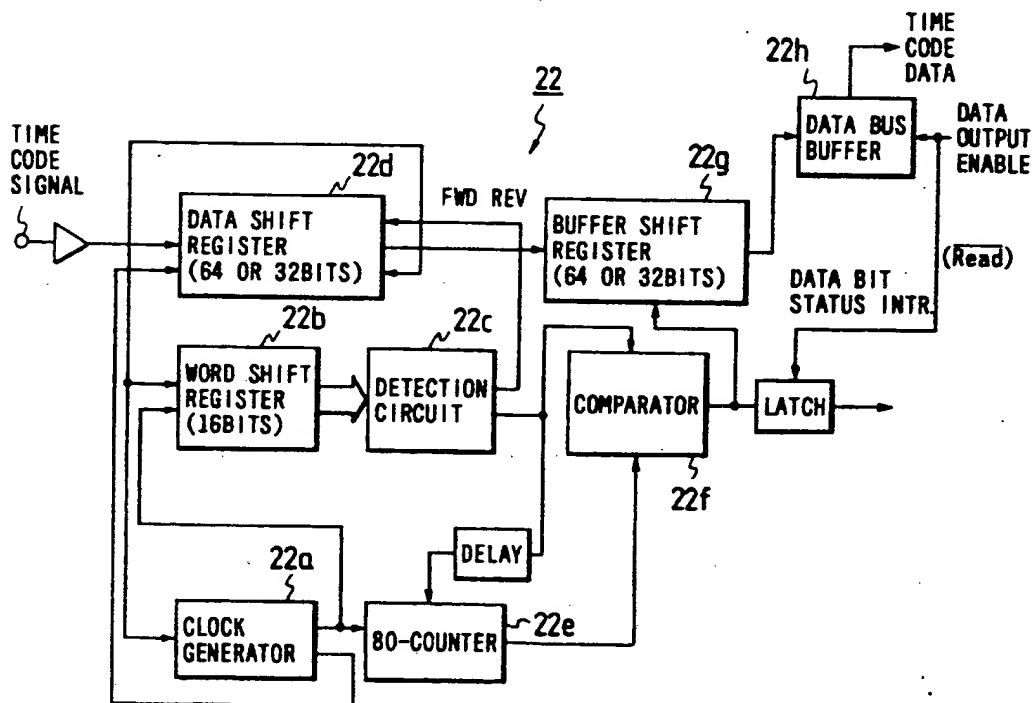 TIME
CODE
DATA
22h
22
DATA BUS
BUFFER
DATA
OUTPUT
ENABLE
TIME
CODE
SIGNAL
22d
DATA SHIFT
REGISTER
(64 OR 32BITS)
FWD REV
22g
BUFFER SHIFT
REGISTER
(64 OR 32BITS)
(Read)
DATA BIT
STATUS INTR.
22b
WORD SHIFT
REGISTER
(16BITS)
22c
DETECTION
CIRCUIT
COMPARATOR
LATCH
22f
DELAY
22a
CLOCK
GENERATOR
80-COUNTER
22e